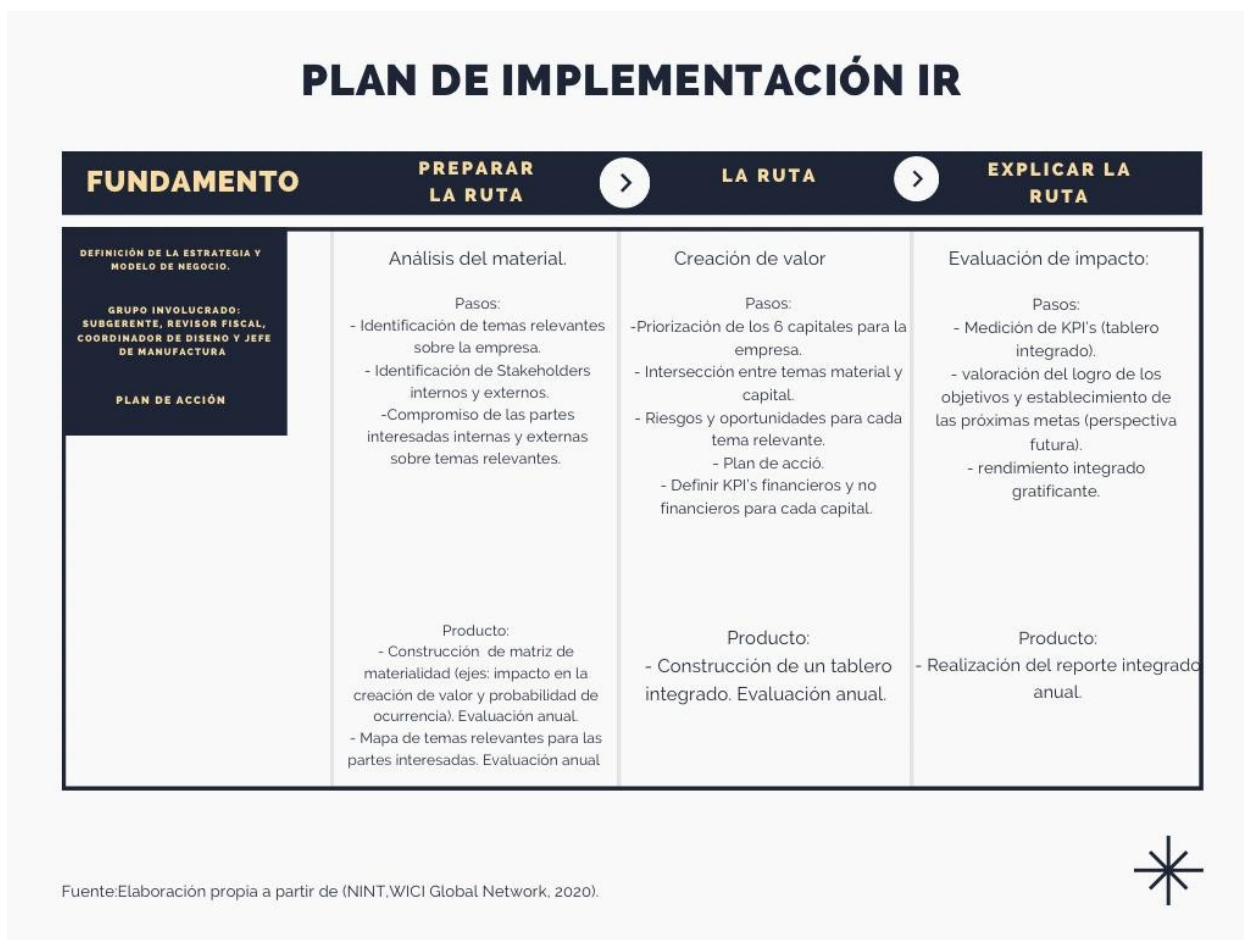 PLAN DE IMPLEMENTACIÓN IR
FUNDAMENTO
PREPARAR
LA RUTA
LA RUTA
EXPLICAR LA
RUTA
DEFINICIÓN DE LA ESTRATEGIA Y
MODELO DE NEGOCIO.
GRUPO INVOLUCRADO:
SUBGERENTE, REVISOR FISCAL,
COORDINADOR DE DISENO Y JEFE
DE MANUFACTURA
PLAN DE ACCIÓN
Análisis del material.
Pasos:
- Identificación de temas relevantes
sobre la empresa.
- Identificación de Stakeholders
internos y externos.
-Compromiso de las partes
interesadas internas y externas
sobre temas relevantes.
Producto:
- Construcción de matriz de
materialidad (ejes: impacto en la
creación de valor y probabilidad de
ocurrencia). Evaluación anual.
- Mapa de temas relevantes para las
partes interesadas. Evaluación anual
Creación de valor
Pasos:
-Priorización de los 6 capitales para la
empresa.
- Intersección entre temas material y
capital.
- Riesgos y oportunidades para cada
tema relevante.
- Plan de acció.
- Definir KPI's financieros y no
financieros para cada capital.
Producto:
- Construcción de un tablero
integrado. Evaluación anual.
Evaluación de impacto:
Pasos:
- Medición de KPI's (tablero
integrado).
- valoración del logro de los
objetivos y establecimiento de
las próximas metas (perspectiva
futura).
- rendimiento integrado
gratificante.
Producto:
- Realización del reporte integrado
anual.
Fuente:Elaboración propia a partir de (NINT,WICI Global Network, 2020).